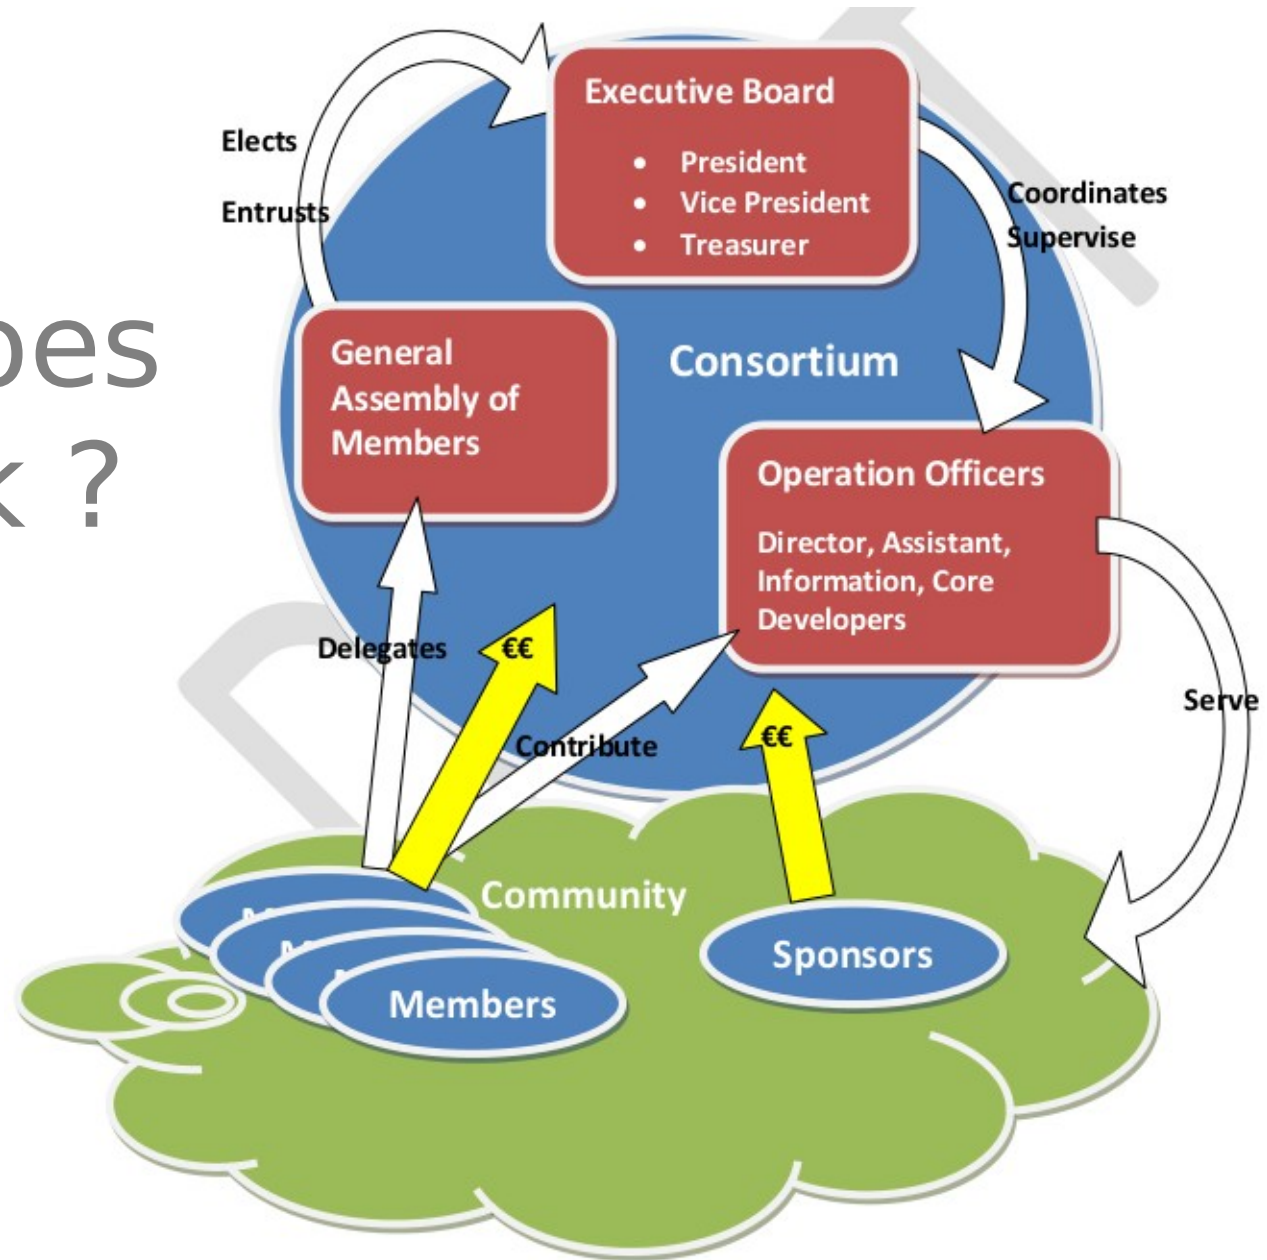 Executive Board
• President
• Vice President
• Treasurer
Elects
Entrusts
Coordinates
Supervise
?
General
Assembly of
Members
Consortium
Operation Officers
Director, Assistant,
Information, Core
Developers
Delegates
€€
Contribute
€€
Serve
Community
Sponsors
Members